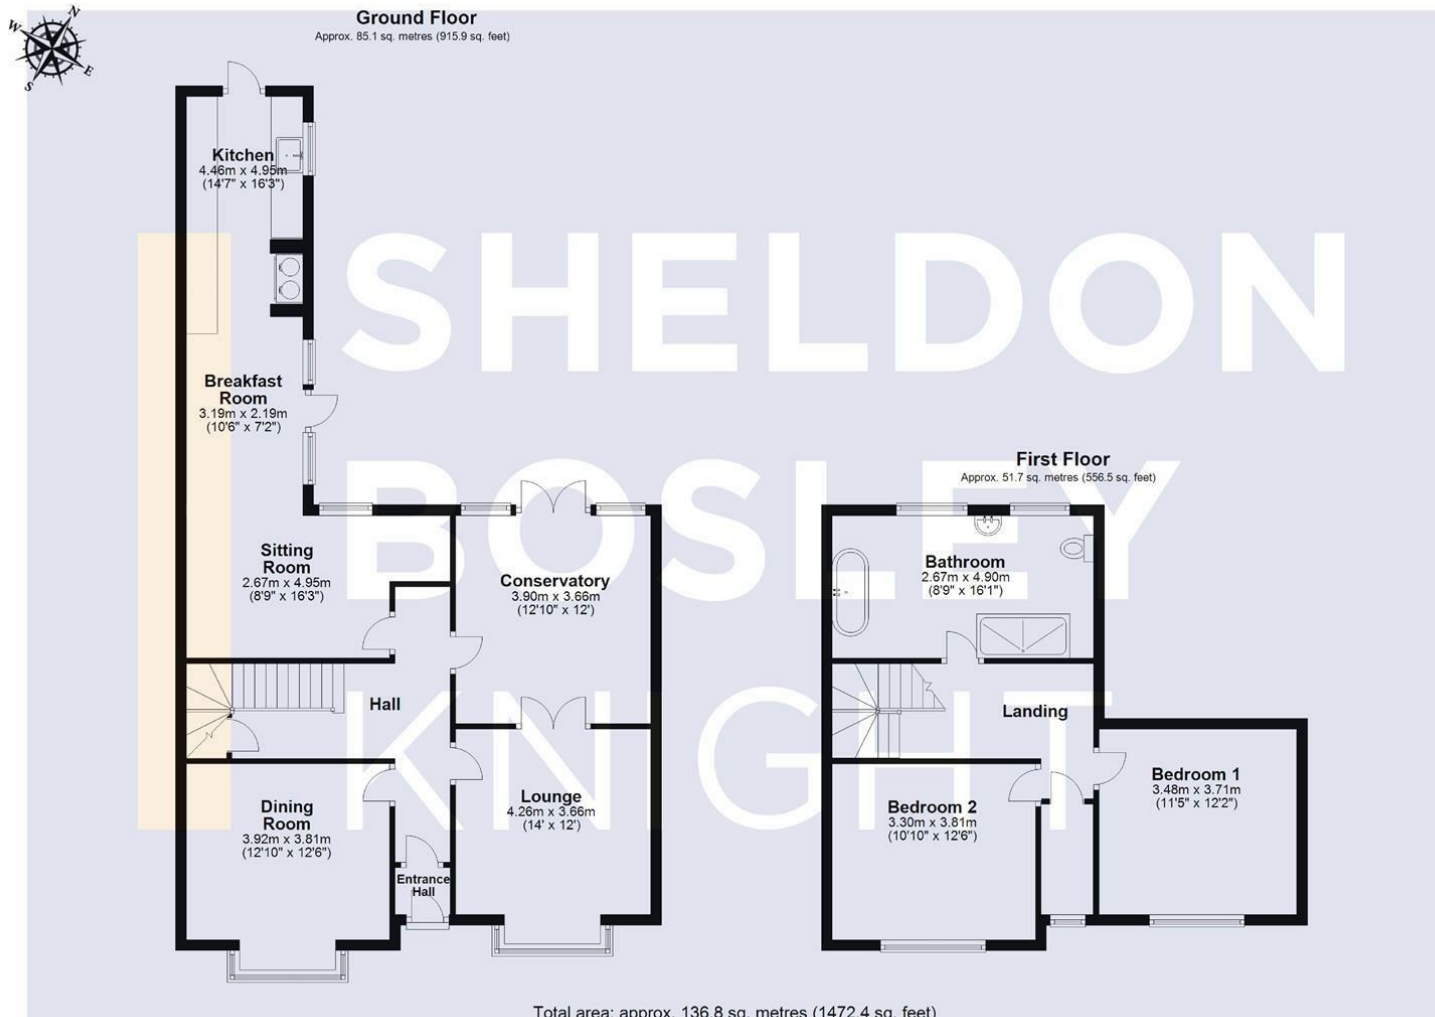 N
W
E
S
Ground Floor
Approx. 85.1 sq. metres (915.9 sq. feet)
Kitchen
4.46m x 4.95m
(14'7" x 16'3")
Breakfast
Room
3.19m x 2.19m
(10'6" x 7'2")
Sitting
Room
2.67m x 4.95m
(8'9" x 16'3")
Conservatory
3.90m x 3.66m
(12'10" x 12')
Hall
Dining
Room
3.92m x 3.81m
(12'10" x 12'6")
Lounge
4.26m x 3.66m
(14' x 12')
Entrance
Hall
First Floor
Approx. 51.7 sq. metres (556.5 sq. feet)
Bathroom
2.67m x 4.90m
(8'9" x 16'1")
Landing
Bedroom 2
3.30m x 3.81m
(10'10" x 12'6")
Bedroom 1
3.48m x 3.71m
(11'5" x 12'2")
SHELDON
BOSLEY
KNIGHT
Total area: approx. 136.8 sq. metres (1472.4 sq. feet)